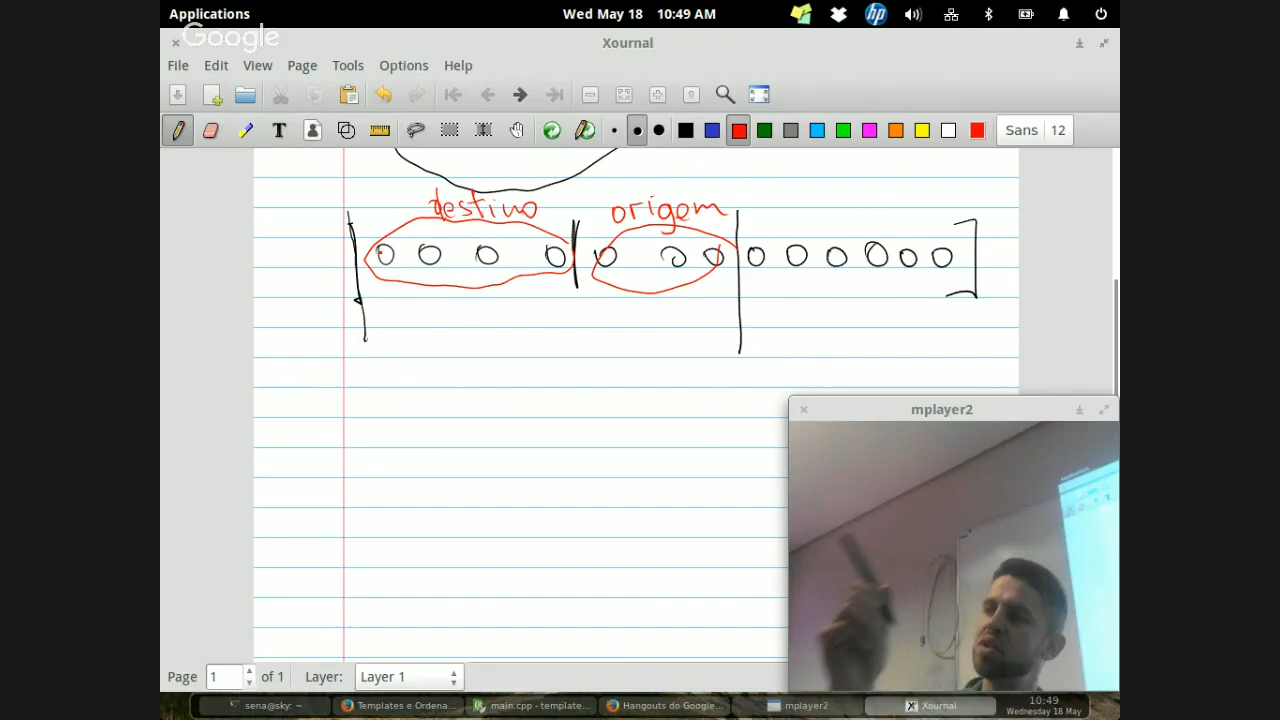 Applications
Wed May 18 10:49 AM
Google
Xournal
File Edit View Page Tools Options Help
Sans 12
destino origem
mplayer2
Page 1 of 1 Layer: Layer 1
sena@sky: ~
Templates e Ordena...
main.cpp - template...
Hangouts do Google...
mplayer2
Xournal
10:49
Wednesday 18 May